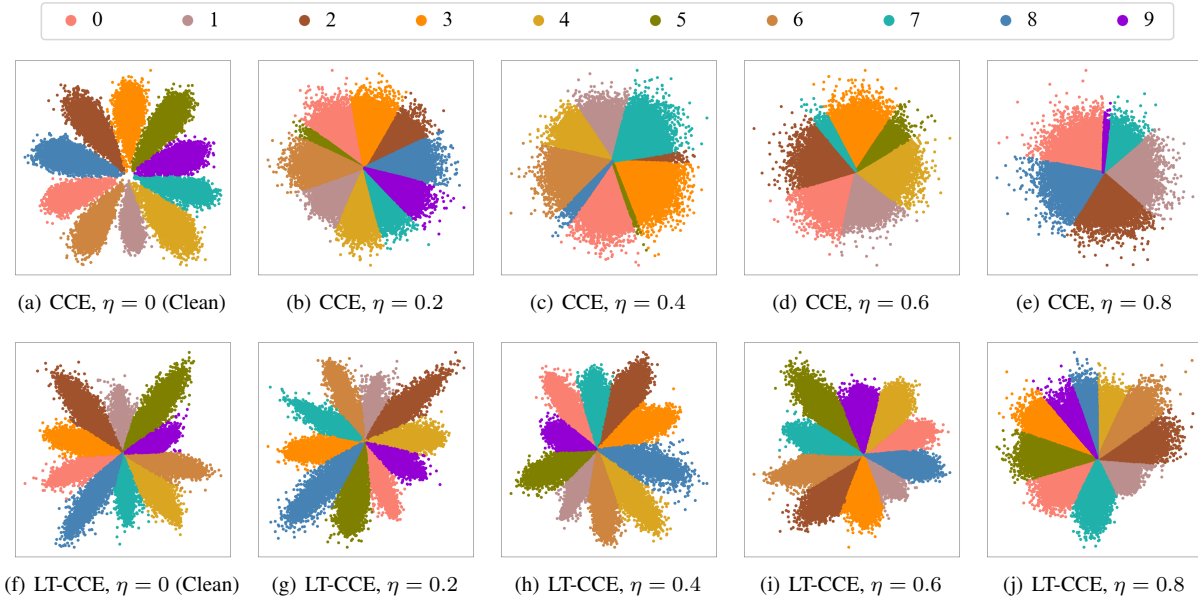 0 1 2 3 4 5 6 7 8 9
(a) CCE, η = 0 (Clean) (b) CCE, η = 0.2 (c) CCE, η = 0.4 (d) CCE, η = 0.6 (e) CCE, η = 0.8
(f) LT-CCE, η = 0 (Clean) (g) LT-CCE, η = 0.2 (h) LT-CCE, η = 0.4 (i) LT-CCE, η = 0.6 (j) LT-CCE, η = 0.8